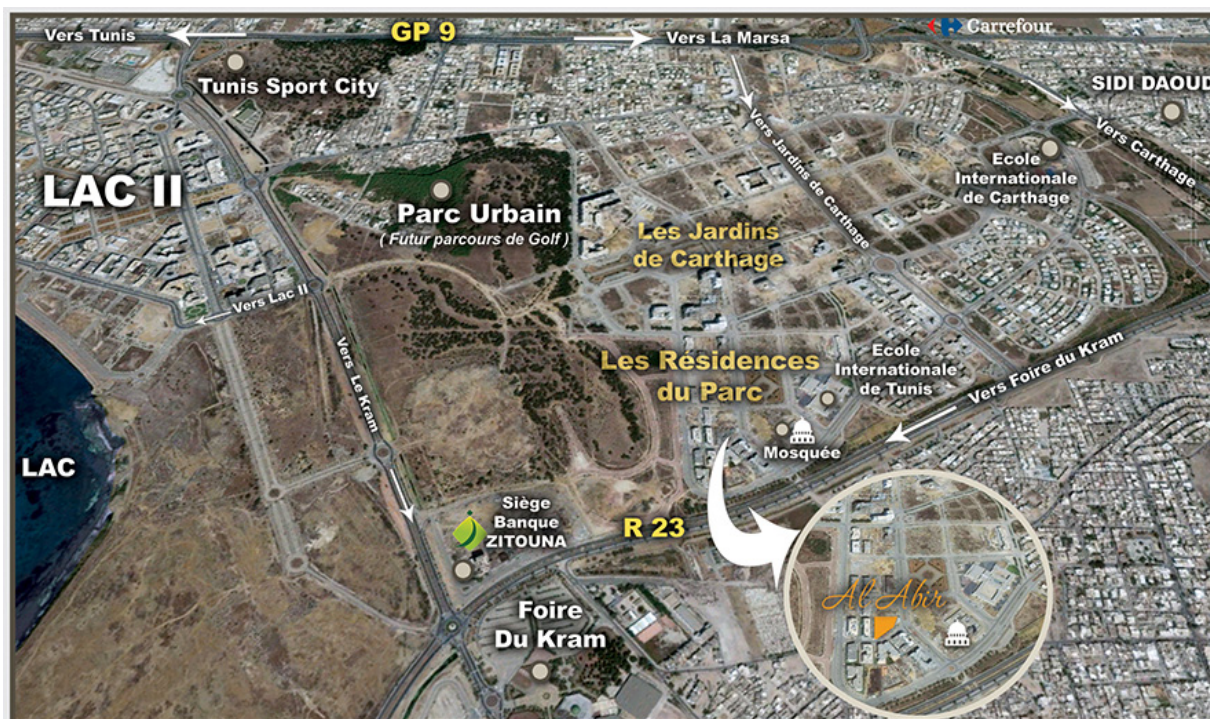 Vers Tunis
GP 9
Vers La Marsa
Carrefour
Tunis Sport City
SIDI DAOUD
Vers Carthage
Vers Jardins de Carthage
Ecole
Internationale
de Carthage
LAC II
Parc Urbain
( Futur parcours de Golf )
Les Jardins
de Carthage
Vers Lac II
Vers Le Kram
Les Résidences
du Parc
Ecole
Internationale
de Tunis
Vers Foire du Kram
Mosquée
LAC
Siège
Banque
ZITOUNA
R 23
Al Abir
Foire
Du Kram